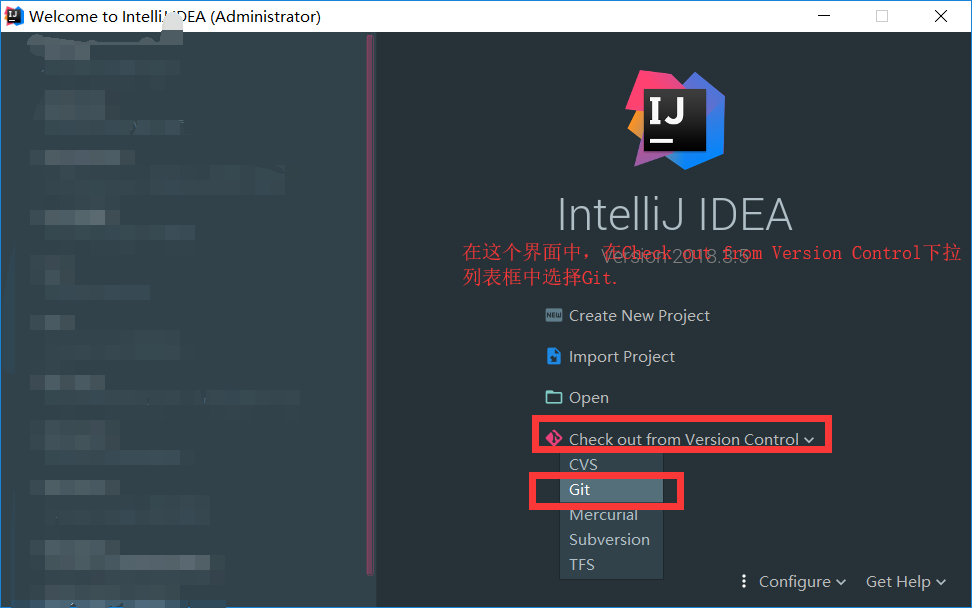 Welcome to IntelliJ IDEA (Administrator)
IJ
IntelliJ IDEA
Version 2018.3.5
在这个界面中，在Check out from Version Control下拉
列表框中选择Git.
NEW Create New Project
Import Project
Open
Check out from Version Control
CVS
Git
Mercurial
Subversion
TFS
Configure Get Help